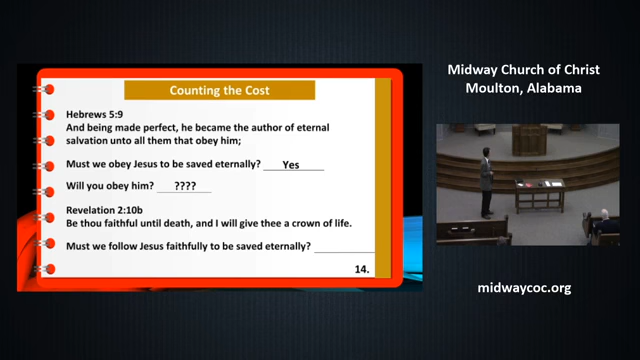 Counting the Cost
Hebrews 5:9
And being made perfect, he became the author of eternal
salvation unto all them that obey him;
Must we obey Jesus to be saved eternally? Yes
Will you obey him? ????
Revelation 2:10b
Be thou faithful until death, and I will give thee a crown of life.
Must we follow Jesus faithfully to be saved eternally?
14.
Midway Church of Christ
Moulton, Alabama
midwaycoc.org